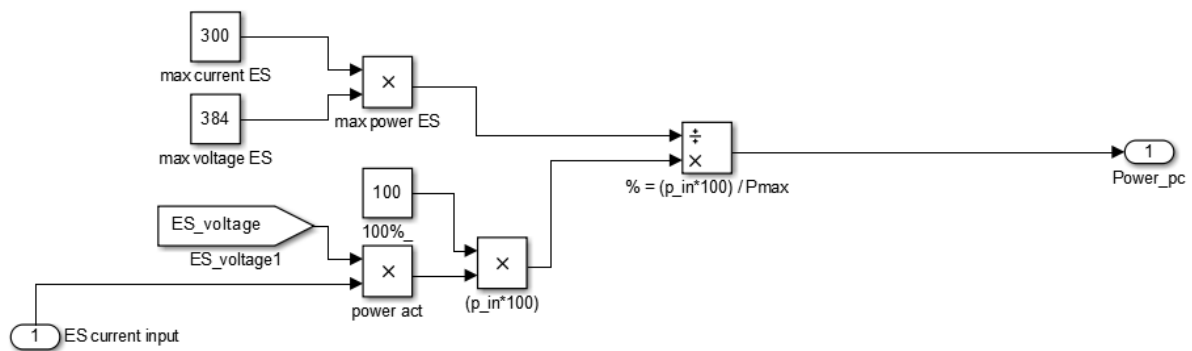 300
max current ES
×
max power ES
384
max voltage ES
÷
×
% = (p_in*100) / Pmax
1
Power_pc
100
100%_
ES_voltage
ES_voltage1
×
power act
×
(p_in*100)
1
ES current input